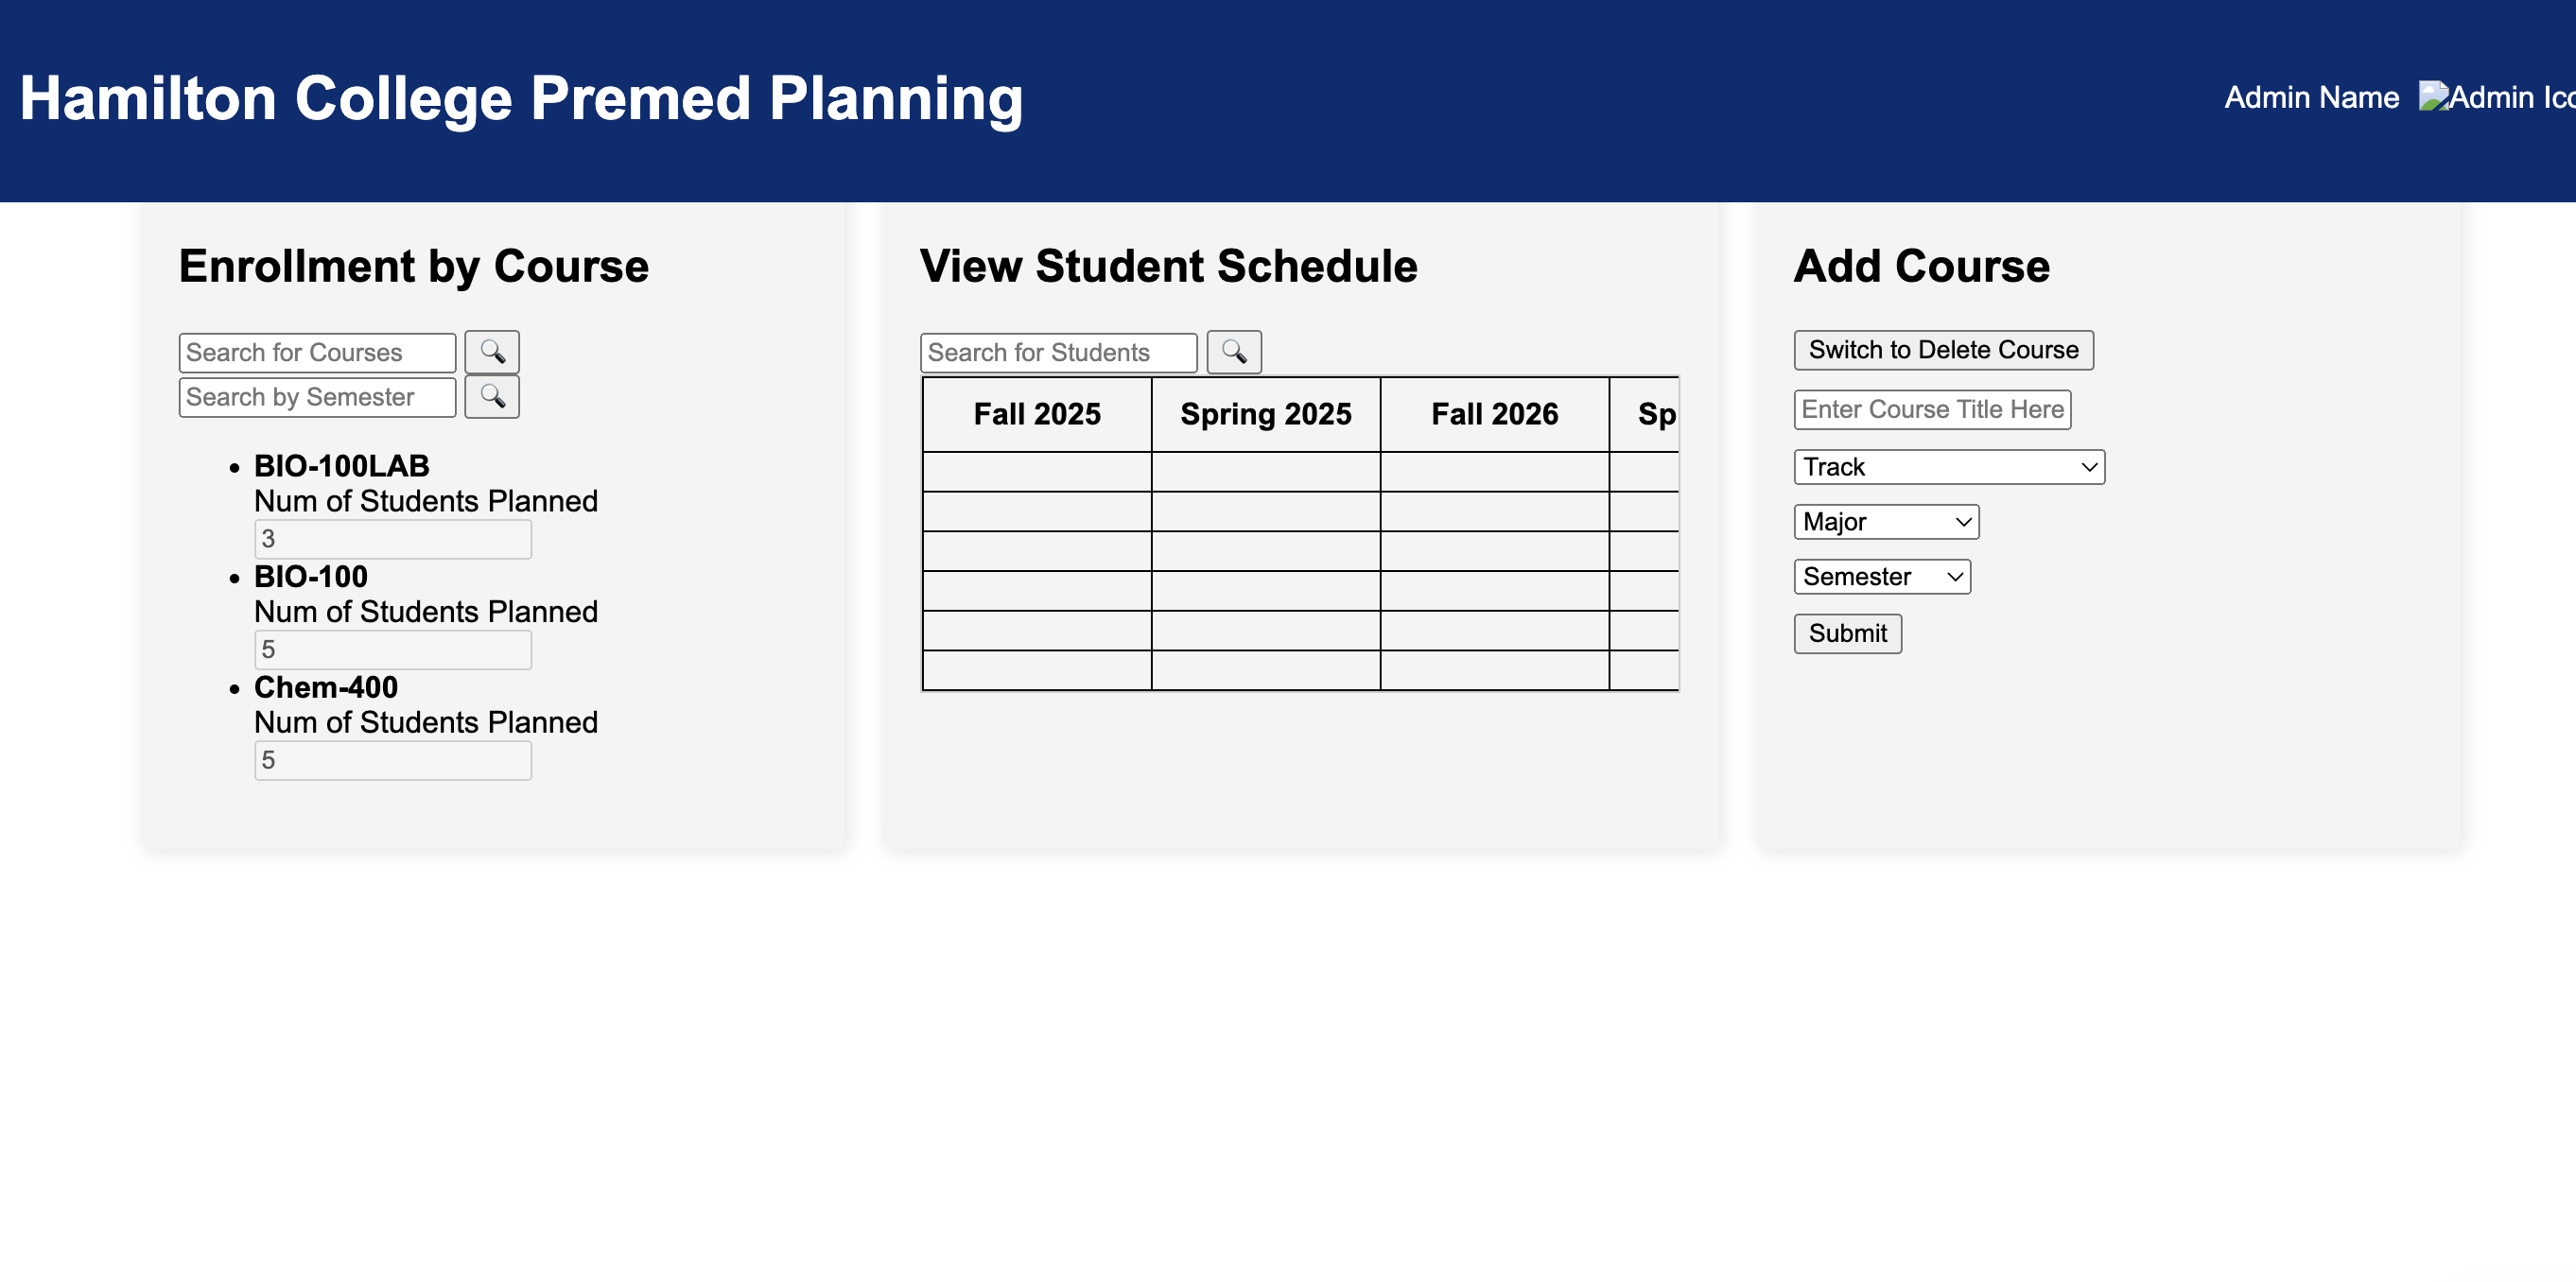 Hamilton College Premed Planning
Admin Name
Admin Ico
Enrollment by Course
Search for Courses
Search by Semester
BIO-100LAB
Num of Students Planned
3
BIO-100
Num of Students Planned
5
Chem-400
Num of Students Planned
5
View Student Schedule
Search for Students
Fall 2025 Spring 2025 Fall 2026 Sp
Add Course
Switch to Delete Course
Enter Course Title Here
Track
Major
Semester
Submit